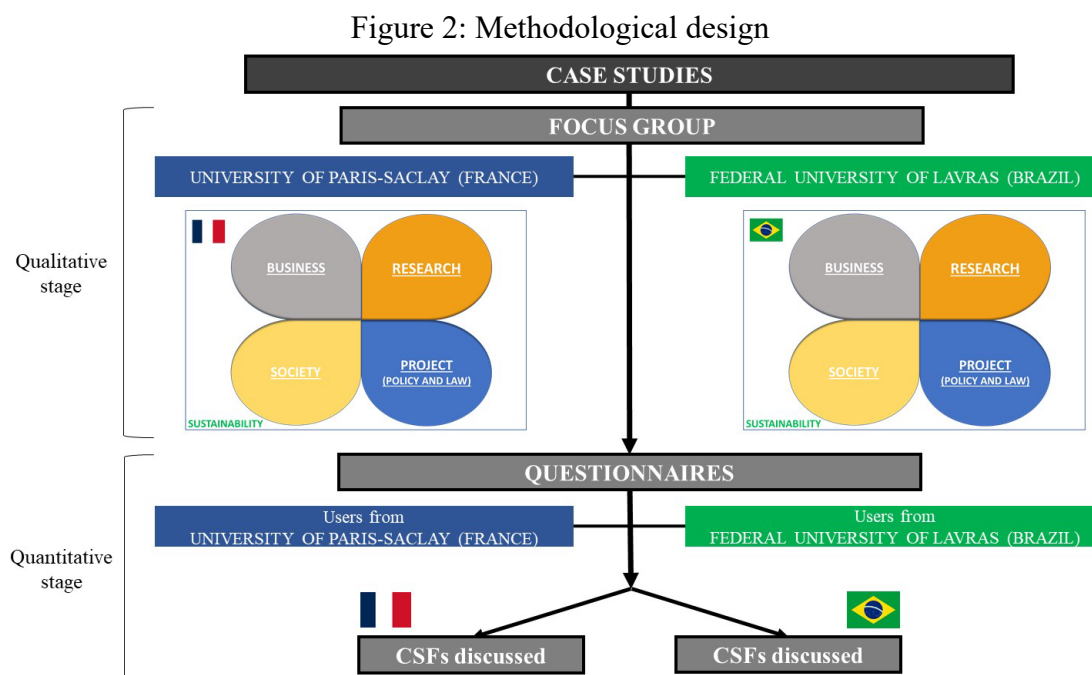 Figure 2: Methodological design
CASE STUDIES
FOCUS GROUP
UNIVERSITY OF PARIS-SACLAY (FRANCE)
FEDERAL UNIVERSITY OF LAVRAS (BRAZIL)
Qualitative
stage
BUSINESS
RESEARCH
SOCIETY
PROJECT
(POLICY AND LAW)
SUSTAINABILITY
BUSINESS
RESEARCH
SOCIETY
PROJECT
(POLICY AND LAW)
SUSTAINABILITY
QUESTIONNAIRES
Users from
UNIVERSITY OF PARIS-SACLAY (FRANCE)
Users from
FEDERAL UNIVERSITY OF LAVRAS (BRAZIL)
Quantitative
stage
CSFs discussed
CSFs discussed